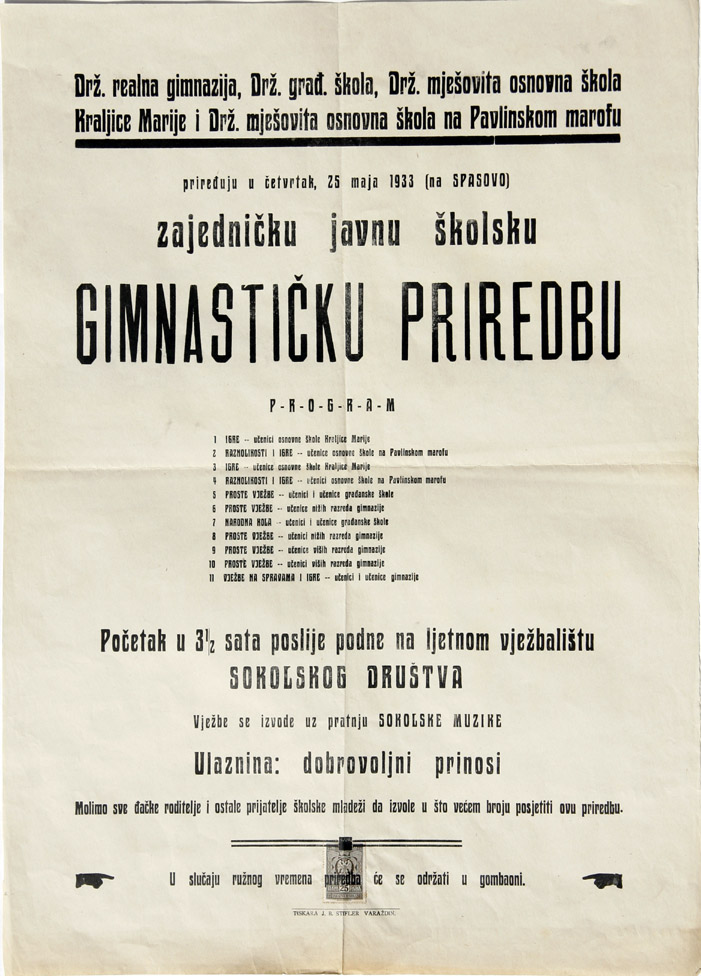 Drž. realna gimnazija, Drž. građ. škola, Drž. mješovita osnovna škola
Kraljice Marije i Drž. mješovita osnovna škola na Pavlinskom marofu
priređuju u četvrtak, 25 maja 1933 (na SPASOVO)
zajedničku javnu školsku
GIMNASTIČKU PRIREDBU
P-R-O-G-R-A-M
1 IGRE -- učenici osnovne škole Kraljice Marije
2 RAZNOLIKOSTI I IGRE -- učenice osnovne škole na Pavlinskom marofu
3 IGRE -- učenice osnovne škole Kraljice Marije
4 RAZNOLIKOSTI I IGRE -- učenici osnovne škole na Pavlinskom marofu
5 PROSTE VJEŽBE -- učenici i učenice građanske škole
6 PROSTE VJEŽBE -- učenice nižih razreda gimnazije
7 NARODNA KOLA -- učenici i učenice građanske škole
8 PROSTE VJEŽBE -- učenici nižih razreda gimnazije
9 PROSTE VJEŽBE -- učenice viših razreda gimnazije
10 PROSTE VJEŽBE -- učenici viših razreda gimnazije
11 VJEŽBE NA SPRAVAMA I IGRE -- učenici i učenice gimnazije
Početak u 3½ sata poslije podne na ljetnom vježbalištu
SOKOLSKOG DRUŠTVA
Vježbe se izvode uz pratnju SOKOLSKE MUZIKE
Ulaznina: dobrovoljni prinosi
Molimo sve đačke roditelje i ostale prijatelje školske mladeži da izvole u što većem broju posjetiti ovu priredbu.
U slučaju ružnog vremena priredba će se održati u gombaoni.
25
TISKARA J. B. STIFLER VARAŽDIN.